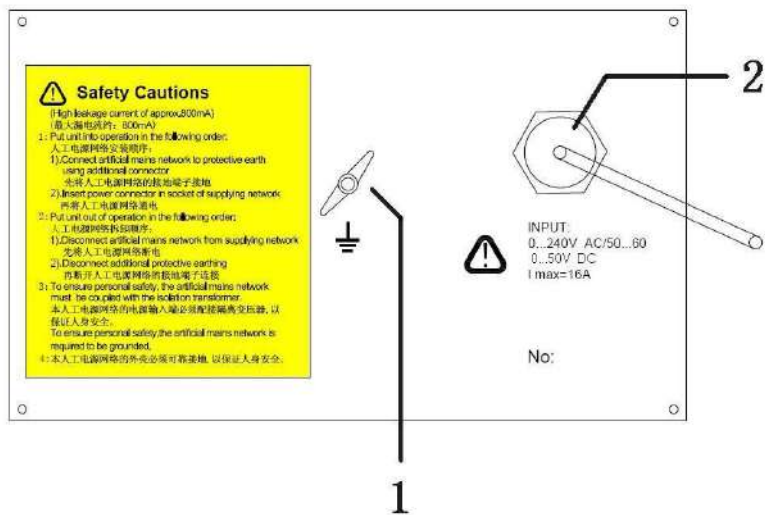 Safety Cautions
(High leakage current of approx.800mA)
(最大漏电流约：800mA)
1: Put unit into operation in the following order:
人工电源网络安装顺序：
1).Connect artificial mains network to protective earth
using additional connector
先将人工电源网络的接地端子接地
2).Insert power connector in socket of supplying network
再将人工电源网络通电
2: Put unit out of operation in the following order:
人工电源网络拆卸顺序：
1).Disconnect artificial mains network from supplying network
先将人工电源网络断电
2).Disconnect additional protective earthing
再断开人工电源网络的接地端子连接
3: To ensure personal safety, the artificial mains network
must be coupled with the isolation transformer.
本人工电源网络的电源输入端必须配接隔离变压器, 以
保证人身安全。
To ensure personal safety,the artificial mains network is
required to be grounded.
4:本人工电源网络的外壳必须可靠接地, 以保证人身安全。
1
2
INPUT:
0...240V AC/50...60
0...50V DC
I max=16A
No: